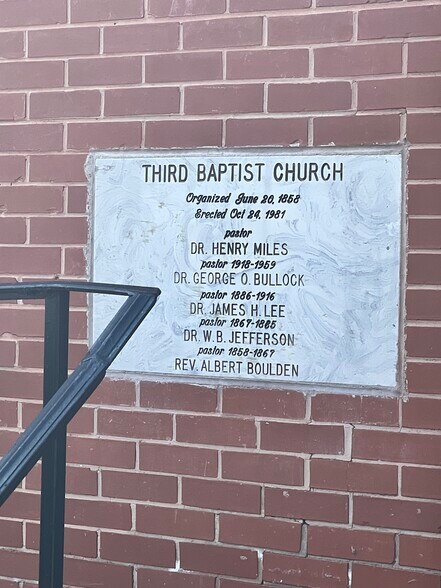 THIRD BAPTIST CHURCH
Organized June 20, 1858
Erected Oct 24, 1981
pastor
DR. HENRY MILES
pastor 1918-1959
DR. GEORGE O. BULLOCK
pastor 1886-1916
DR. JAMES H. LEE
pastor 1867-1885
DR. W. B. JEFFERSON
pastor 1858-1867
REV. ALBERT BOULDEN